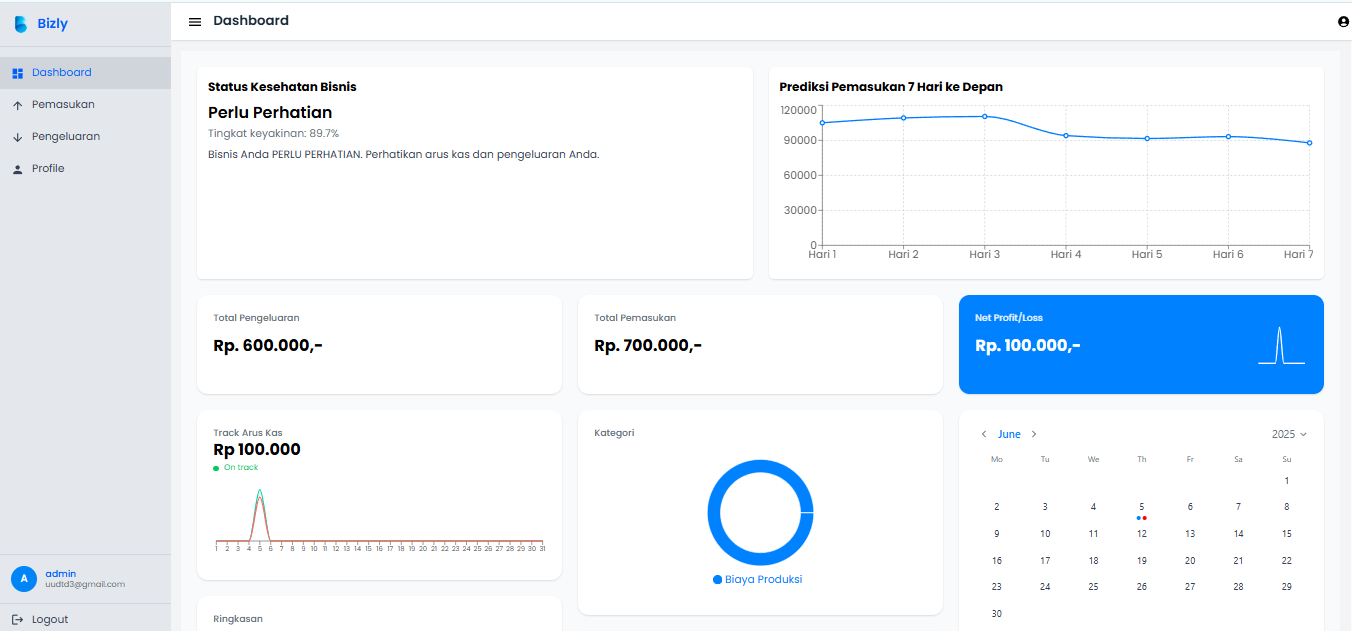 Bizly
Dashboard
Dashboard
Pemasukan
Pengeluaran
Profile
Status Kesehatan Bisnis
Perlu Perhatian
Tingkat keyakinan: 89.7%
Bisnis Anda PERLU PERHATIAN. Perhatikan arus kas dan pengeluaran Anda.
Prediksi Pemasukan 7 Hari ke Depan
120000
90000
60000
30000
0
Hari 1 Hari 2 Hari 3 Hari 4 Hari 5 Hari 6 Hari 7
Total Pengeluaran
Rp. 600.000,-
Total Pemasukan
Rp. 700.000,-
Net Profit/Loss
Rp. 100.000,-
Track Arus Kas
Rp 100.000
On track
1 2 3 4 5 6 7 8 9 10 11 12 13 14 15 16 17 18 19 20 21 22 23 24 25 26 27 28 29 30 31
Kategori
Biaya Produksi
June 2025
Mo Tu We Th Fr Sa Su
1
2 3 4 5 6 7 8
9 10 11 12 13 14 15
16 17 18 19 20 21 22
23 24 25 26 27 28 29
30
Ringkasan
A
admin
uudtd3@gmail.com
Logout